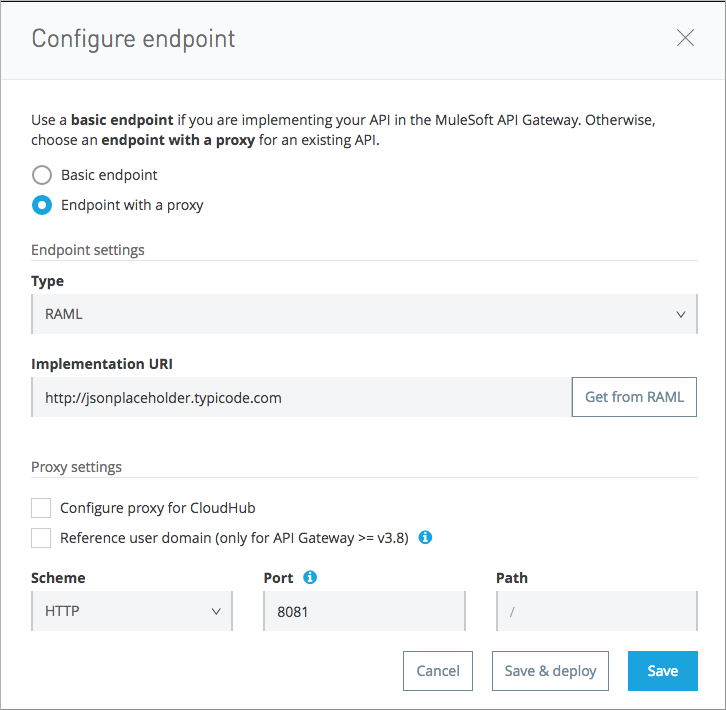 Configure endpoint
Use a basic endpoint if you are implementing your API in the MuleSoft API Gateway. Otherwise,
choose an endpoint with a proxy for an existing API.
Basic endpoint
Endpoint with a proxy
Endpoint settings
Type
RAML
Implementation URI
http://jsonplaceholder.typicode.com
Get from RAML
Proxy settings
Configure proxy for CloudHub
Reference user domain (only for API Gateway >= v3.8)
Scheme
Port
Path
HTTP
8081
/
Cancel
Save & deploy
Save